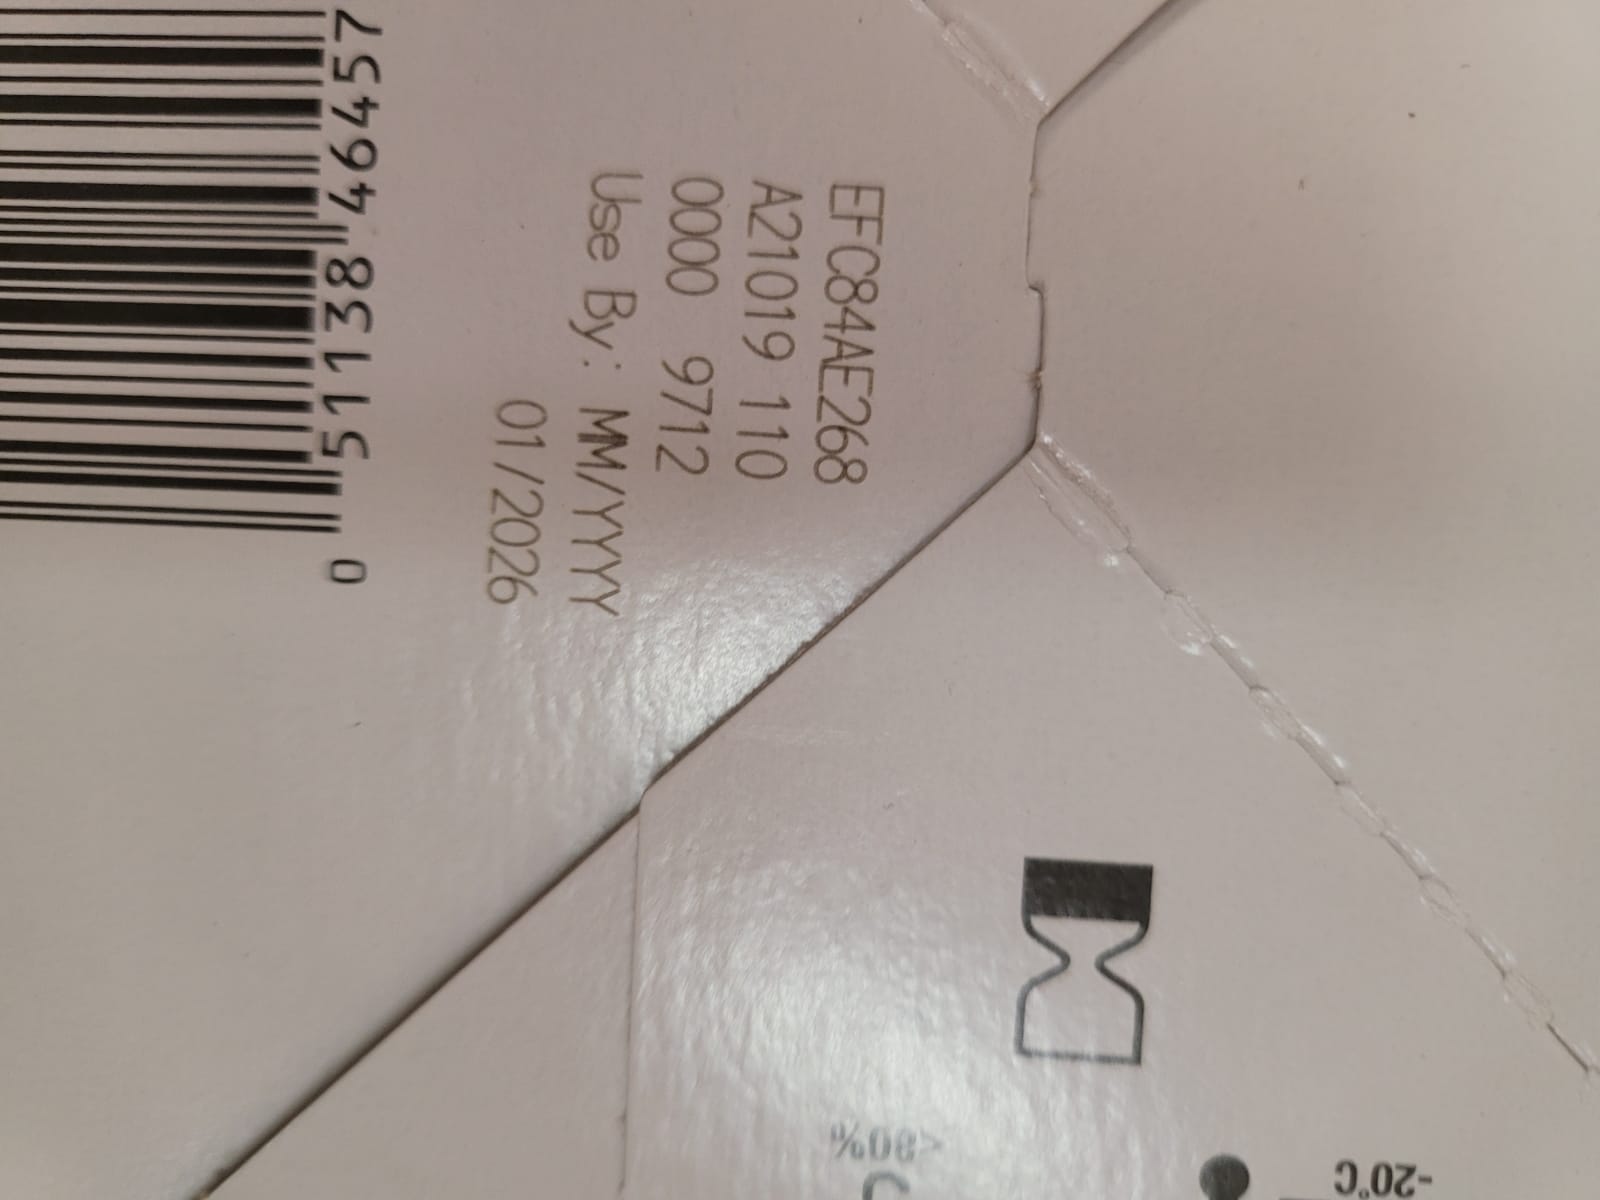 EFC84AE268
A21019 110
0000 9712
Use By: MM/YYYY
01/2026
0 51138 46457
-20°C
<80%